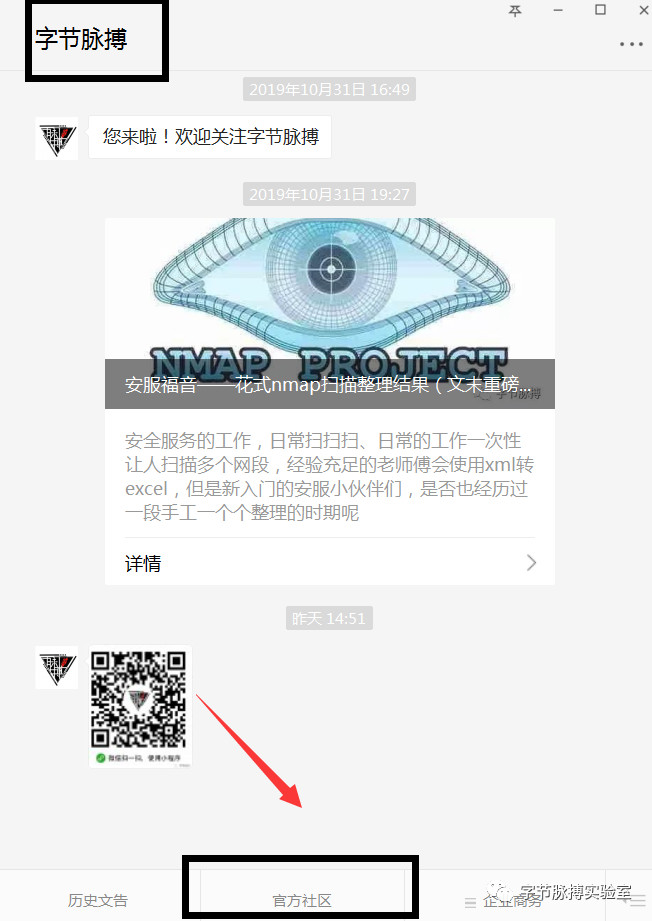 字节脉搏
2019年10月31日 16:49
您来啦！欢迎关注字节脉搏
2019年10月31日 19:27
NMAP PROJECT
安服福音——花式nmap扫描整理结果（文末重磅...
字节脉搏
安全服务的工作，日常扫扫扫、日常的工作一次性
让人扫描多个网段，经验充足的老师傅会使用xml转
excel，但是新入门的安服小伙伴们，是否也经历过
一段手工一个个整理的时期呢
详情
昨天 14:51
微信扫一扫，使用小程序
历史文告
官方社区
企业商务
字节脉搏实验室